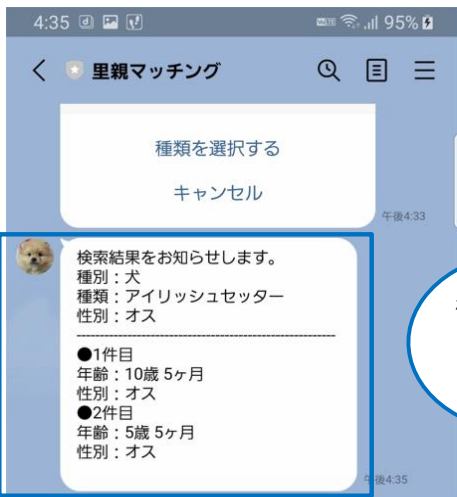 4:35
95%
里親マッチング
種類を選択する
キャンセル
午後4:33
検索結果をお知らせします。
種別：犬
種類：アイリッシュセッター
性別：オス
--------------------------------------------------
●1件目
年齢：10歳 5ヶ月
性別：オス
●2件目
年齢：5歳 5ヶ月
性別：オス
午後4:35